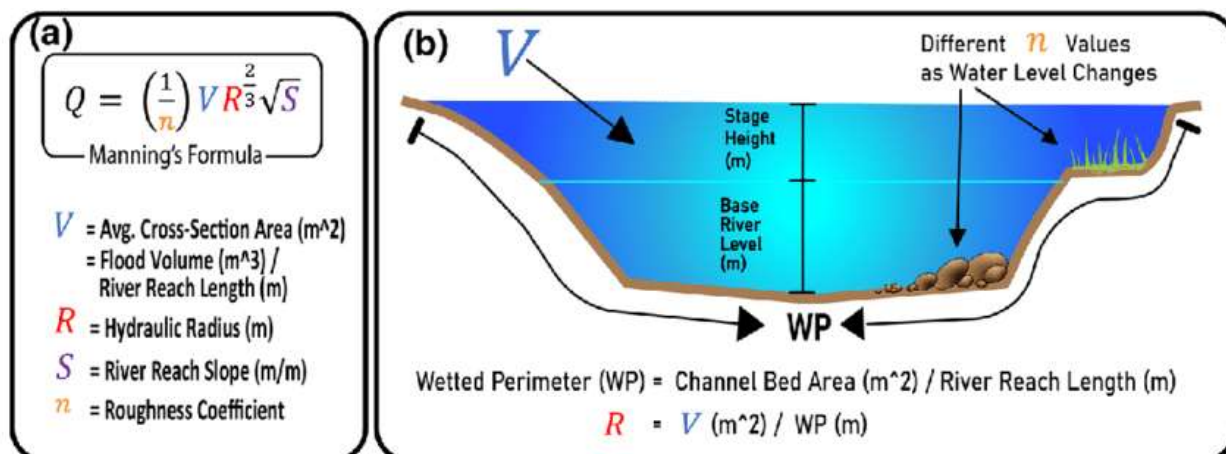 (a)
Q = (1/n) V R^(2/3) √S
Manning's Formula
V = Avg. Cross-Section Area (m^2)
= Flood Volume (m^3) /
River Reach Length (m)
R = Hydraulic Radius (m)
S = River Reach Slope (m/m)
n = Roughness Coefficient
(b)
V
Different n Values
as Water Level Changes
Stage
Height
(m)
Base
River
Level
(m)
WP
Wetted Perimeter (WP) = Channel Bed Area (m^2) / River Reach Length (m)
R = V (m^2) / WP (m)